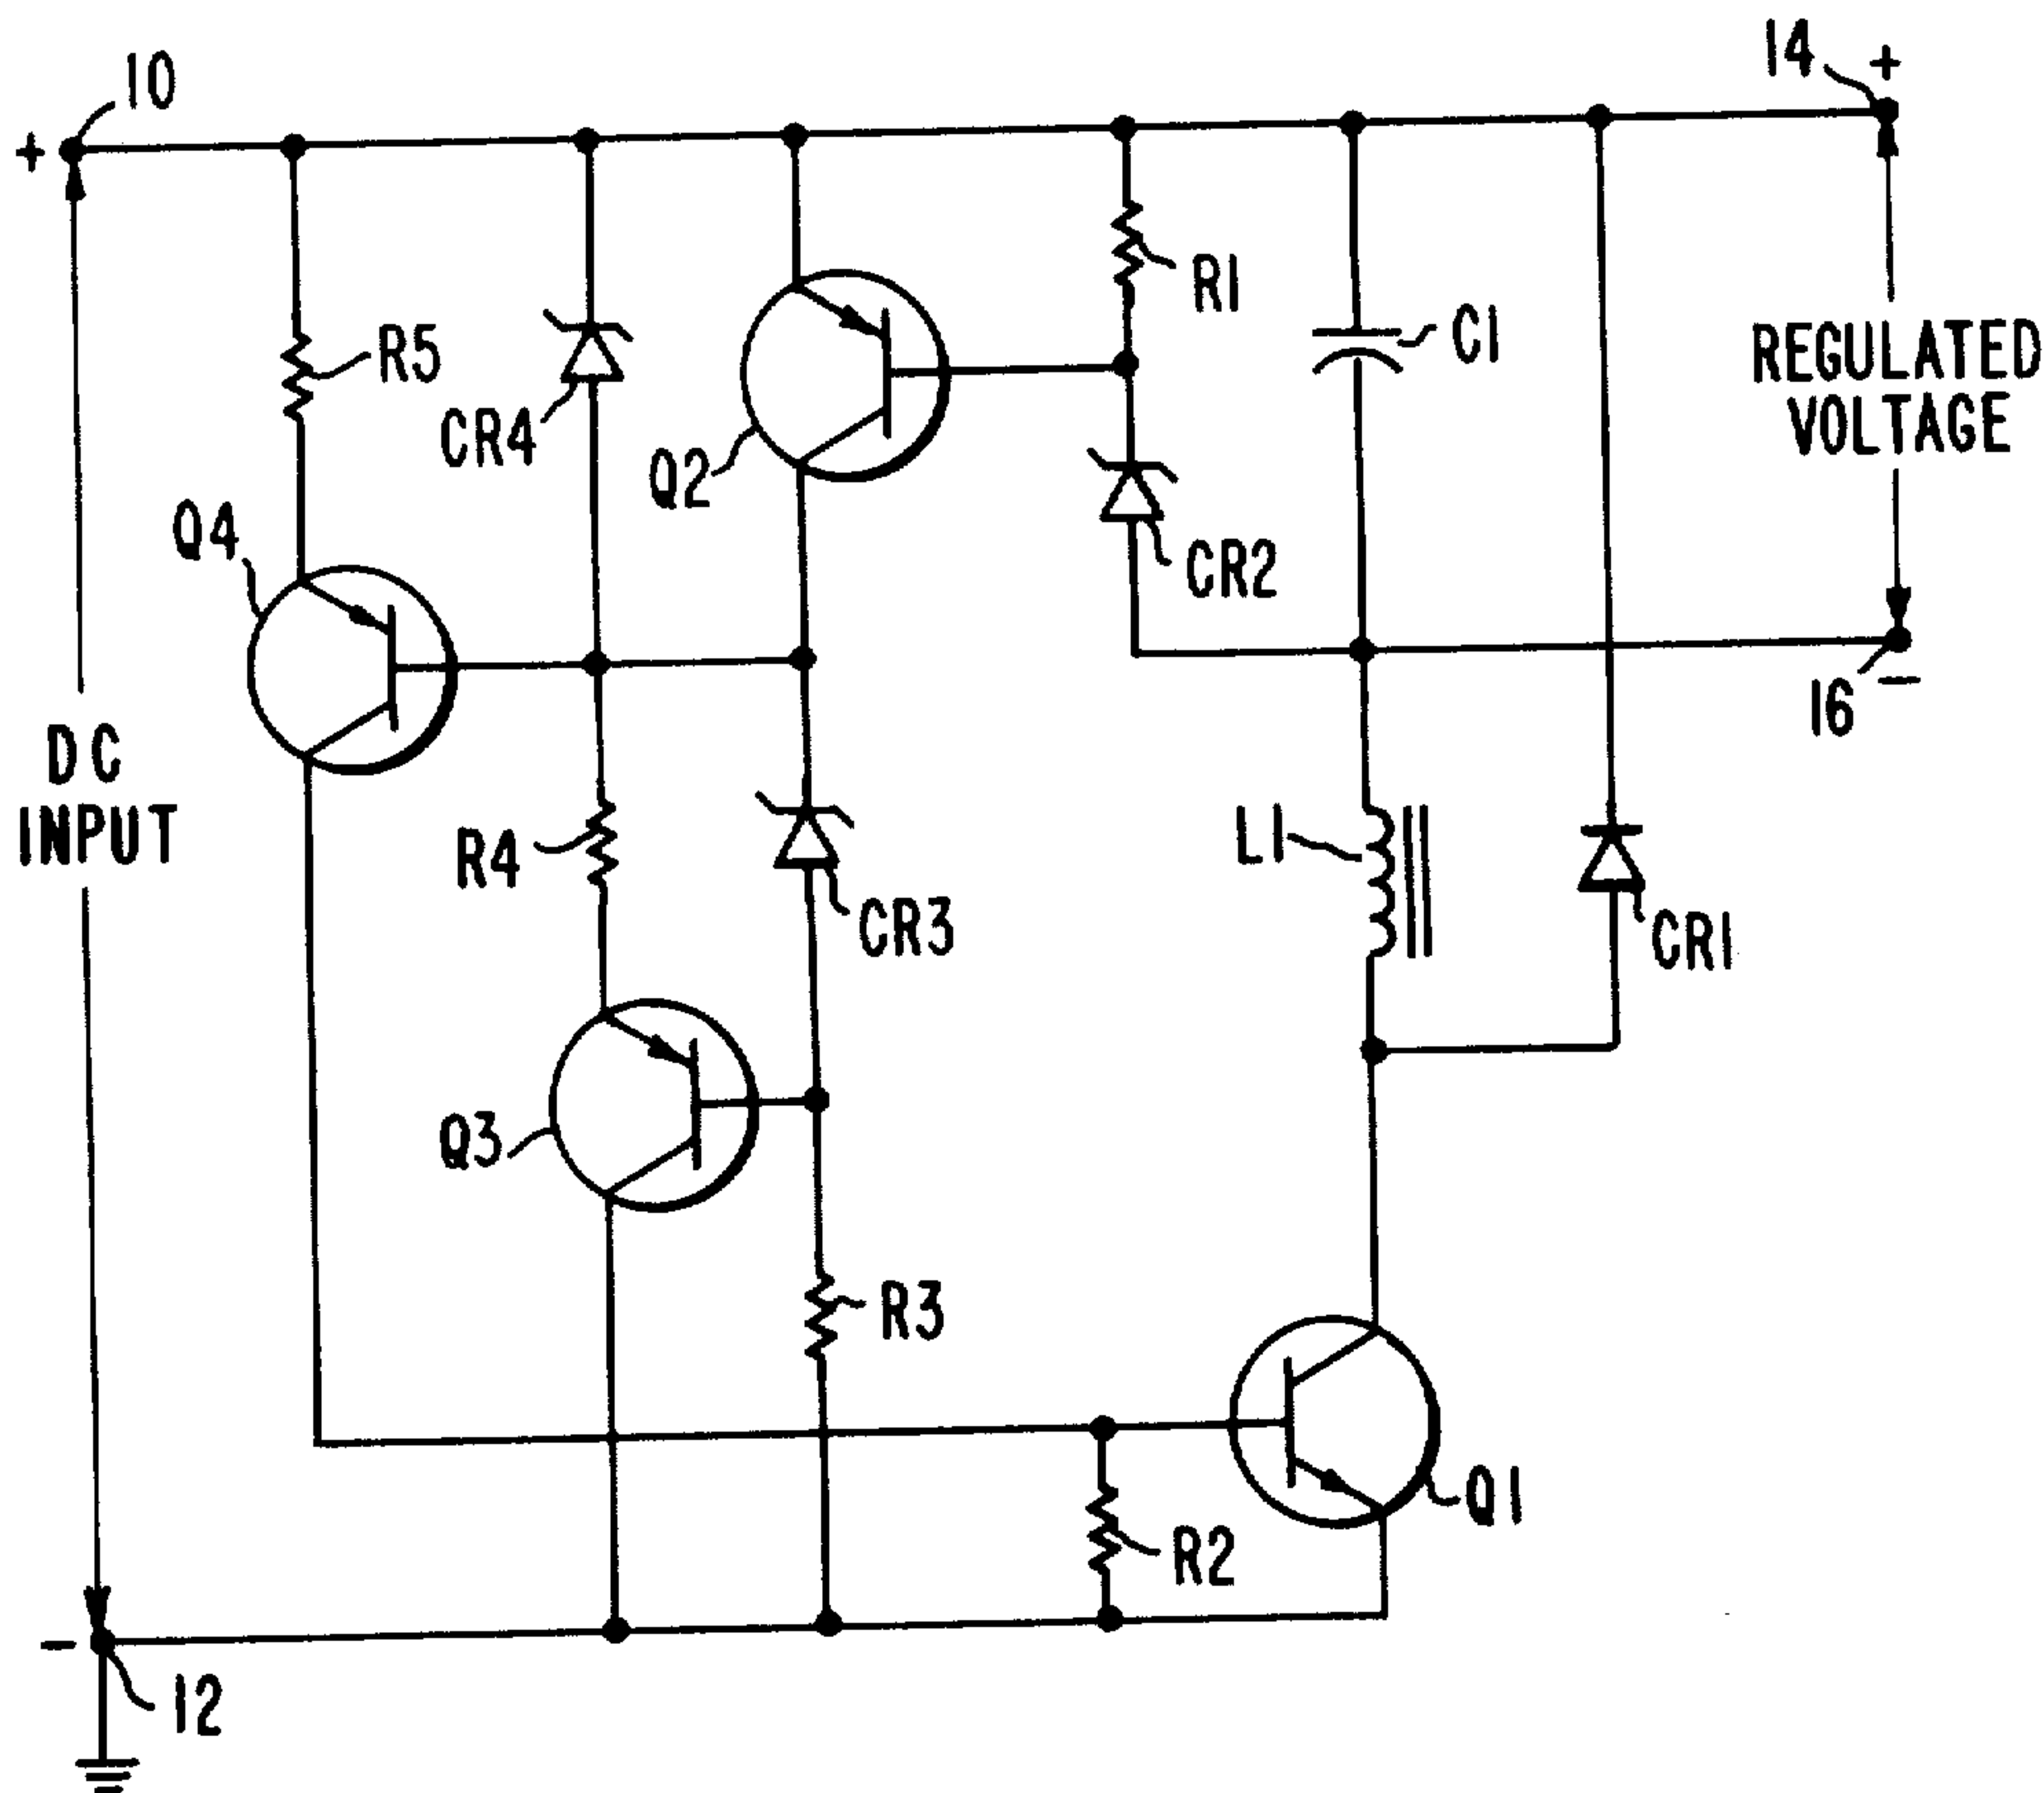 10
14
+
+
R1
C1
R5
CR4
REGULATED
VOLTAGE
Q2
Q4
CR2
16
−
DC
INPUT
L1
R4
CR3
CR1
Q3
R3
Q1
R2
−
12